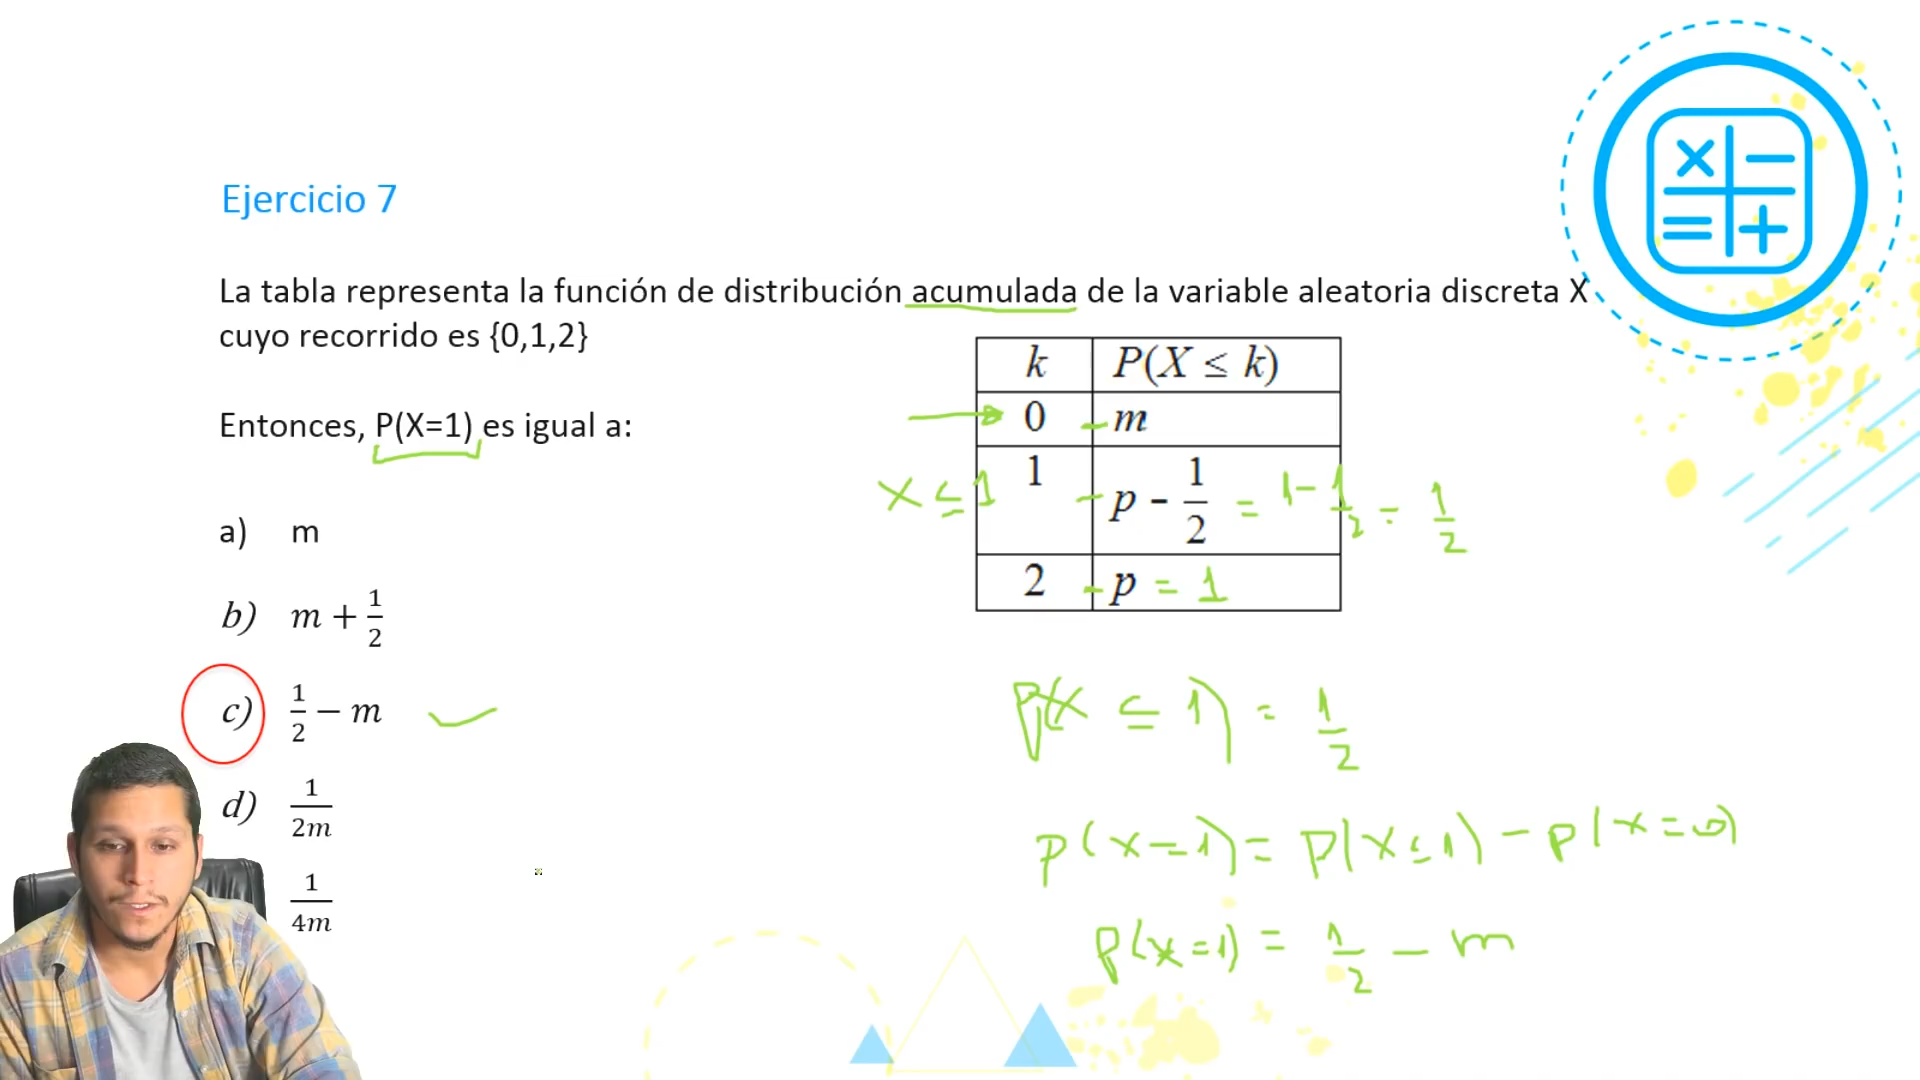 Ejercicio 7
La tabla representa la función de distribución acumulada de la variable aleatoria discreta X
cuyo recorrido es {0,1,2}
Entonces, P(X=1) es igual a:
a) m
b) m + 1/2
c) 1/2 − m
d) 1/2m
1/4m
k P(X ≤ k)
0 m
x ≤ 1
1 p - 1/2 = 1 - 1/2 = 1/2
2 p = 1
P(x ≤ 1) = 1/2
p(x=1) = p(x≤1) - p(x=0)
p(x=1) = 1/2 - m